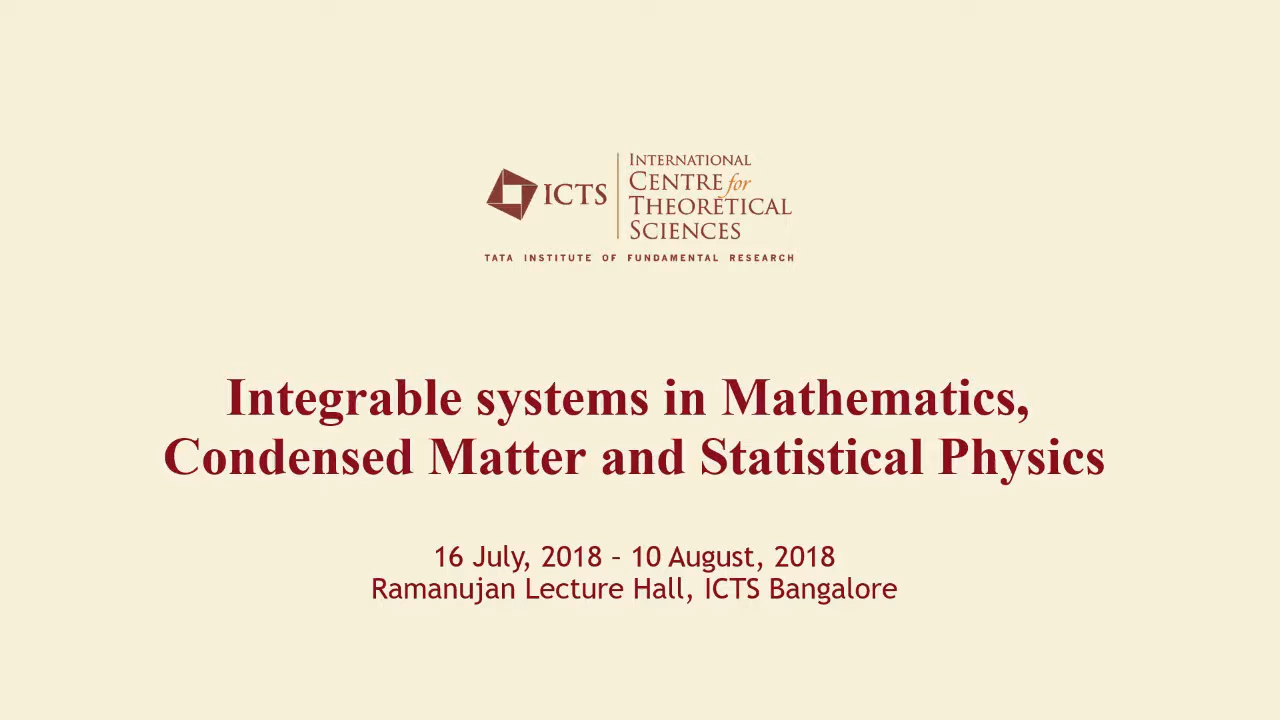 ICTS
INTERNATIONAL
CENTRE for
THEORETICAL
SCIENCES
TATA INSTITUTE OF FUNDAMENTAL RESEARCH
Integrable systems in Mathematics,
Condensed Matter and Statistical Physics
16 July, 2018 – 10 August, 2018
Ramanujan Lecture Hall, ICTS Bangalore